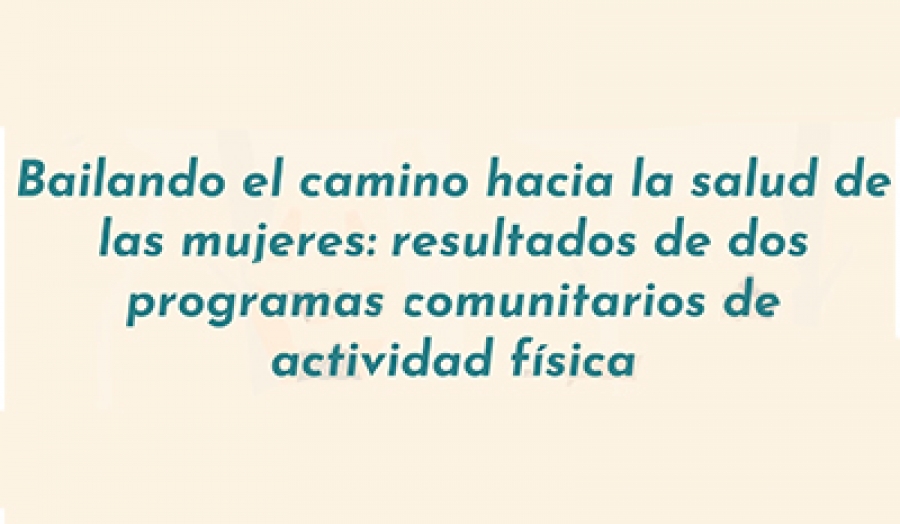 Bailando el camino hacia la salud de
las mujeres: resultados de dos
programas comunitarios de
actividad física